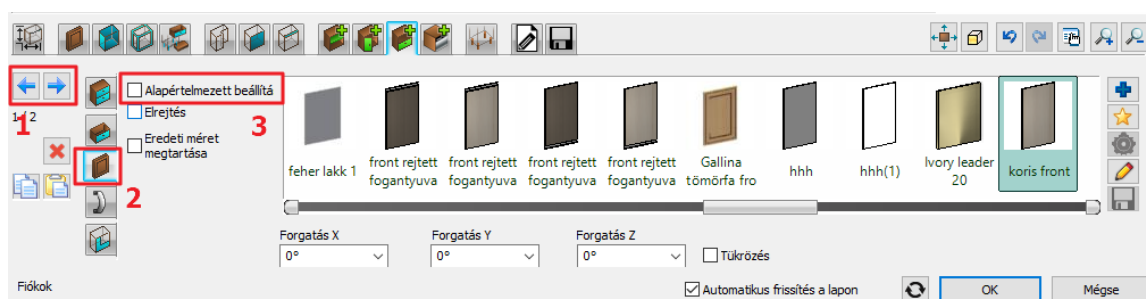 Alapértelmezett beállítá
1 / 2
1
Elrejtés
3
Eredeti méret
megtartása
2
feher lakk 1
front rejtett
fogantyuva
front rejtett
fogantyuva
front rejtett
fogantyuva
front rejtett
fogantyuva
Gallina
tömörfa fro
hhh
hhh(1)
Ivory leader
20
koris front
Forgatás X
Forgatás Y
Forgatás Z
0°
0°
0°
Tükrözés
Fiókok
Automatikus frissítés a lapon
OK
Mégse